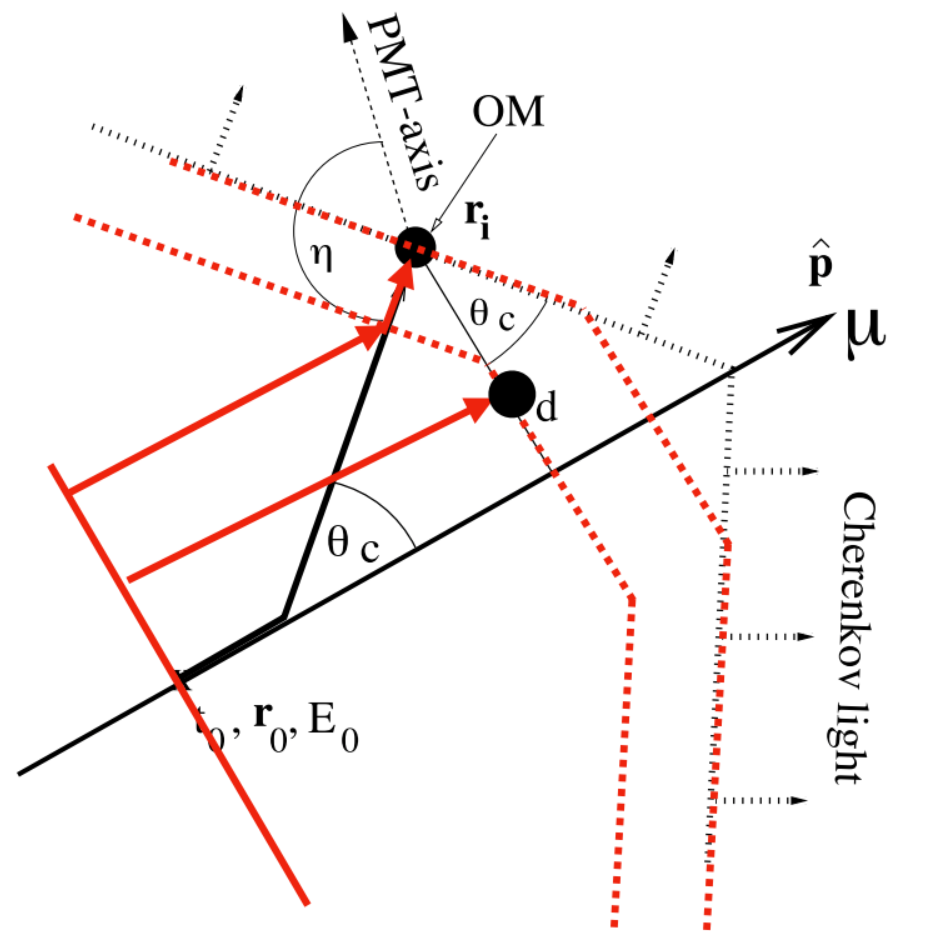 PMT-axis
OM
r_i
η
θ c
p̂
μ
d
θ c
Cherenkov light
t_0, r_0, E_0